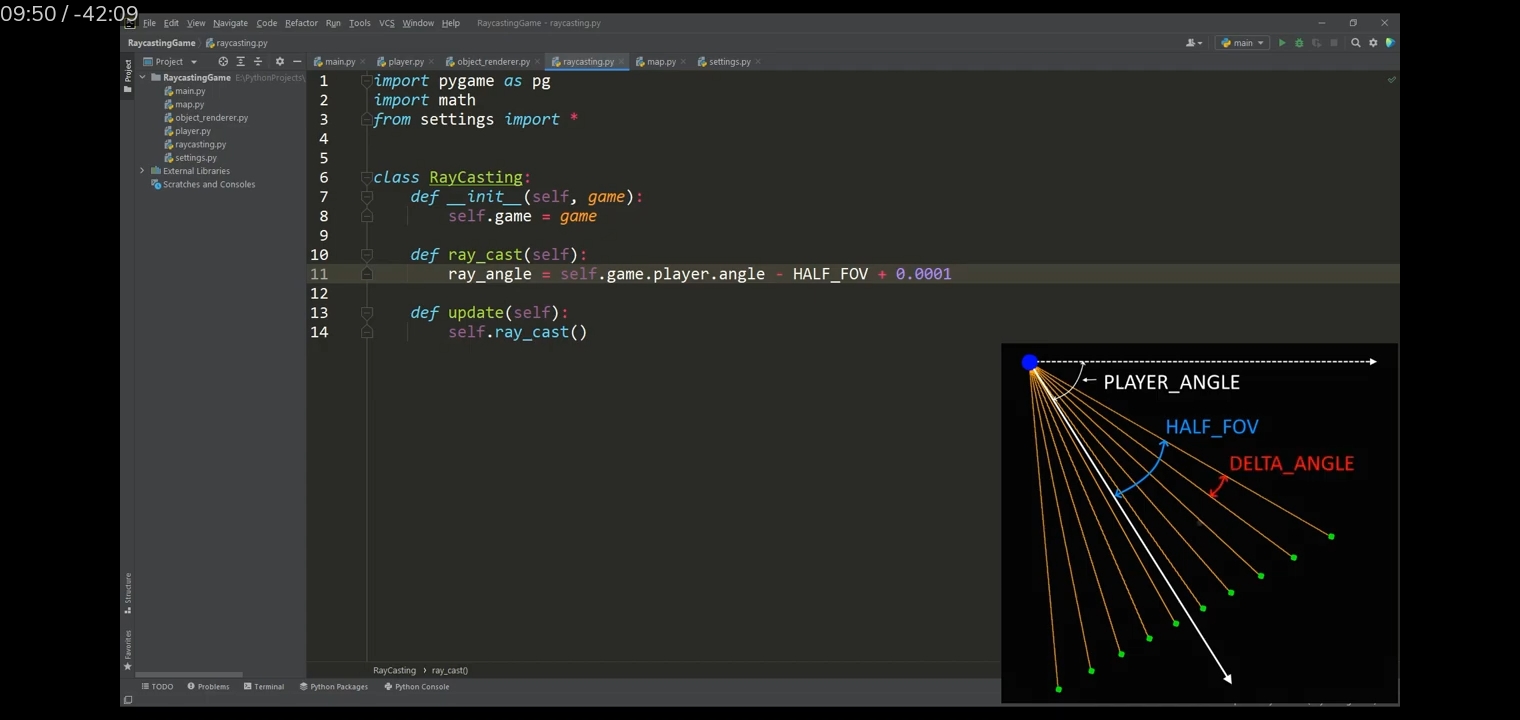 09:50 / -42:09
File Edit View Navigate Code Refactor Run Tools VCS Window Help RaycastingGame - raycasting.py
RaycastingGame raycasting.py main
Project
Project
main.py player.py object_renderer.py raycasting.py map.py settings.py
RaycastingGame E:\PythonProjects\
main.py
map.py
object_renderer.py
player.py
raycasting.py
settings.py
External Libraries
Scratches and Consoles
1 import pygame as pg
2 import math
3 from settings import *
4
5
6 class RayCasting:
7 def __init__(self, game):
8 self.game = game
9
10 def ray_cast(self):
11 ray_angle = self.game.player.angle - HALF_FOV + 0.0001
12
13 def update(self):
14 self.ray_cast()
PLAYER_ANGLE
HALF_FOV
DELTA_ANGLE
Structure
Favorites
RayCasting ray_cast()
TODO Problems Terminal Python Packages Python Console